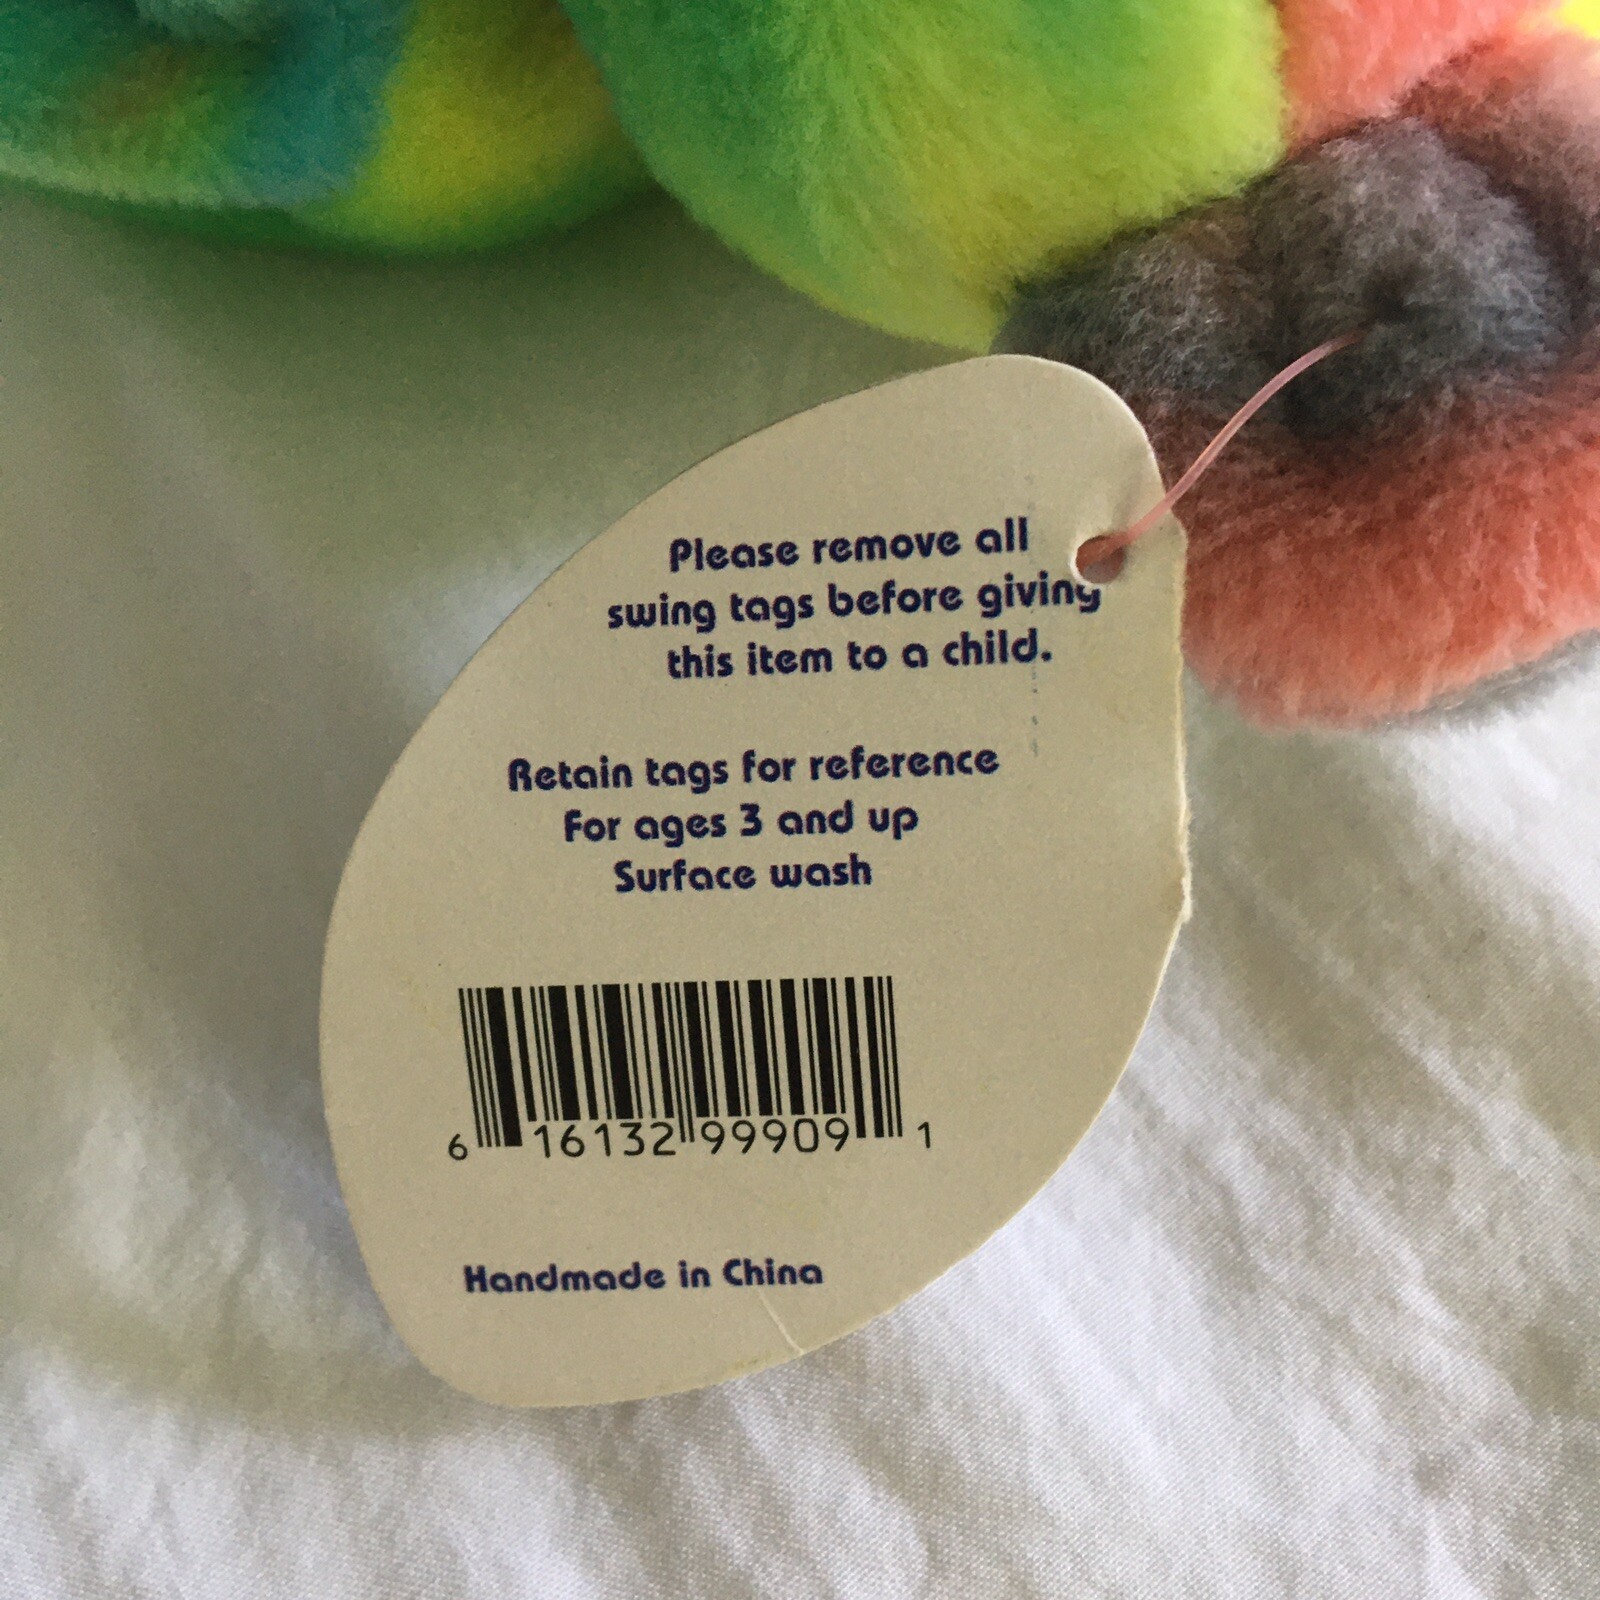 Please remove all
swing tags before giving
this item to a child.
Retain tags for reference
For ages 3 and up
Surface wash
6 16132 99909 1
Handmade in China